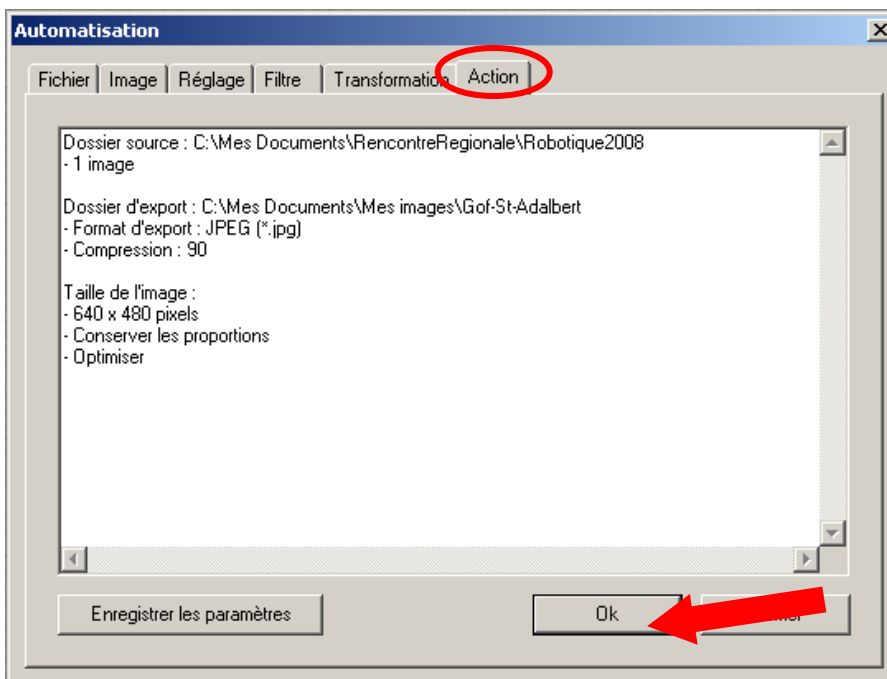 Automatisation
Fichier Image Réglage Filtre Transformation Action
Dossier source : C:\Mes Documents\RencontreRegionale\Robotique2008
- 1 image
Dossier d'export : C:\Mes Documents\Mes images\Gof-St-Adalbert
- Format d'export : JPEG (*.jpg)
- Compression : 90
Taille de l'image :
- 640 x 480 pixels
- Conserver les proportions
- Optimiser
Enregistrer les paramètres Ok